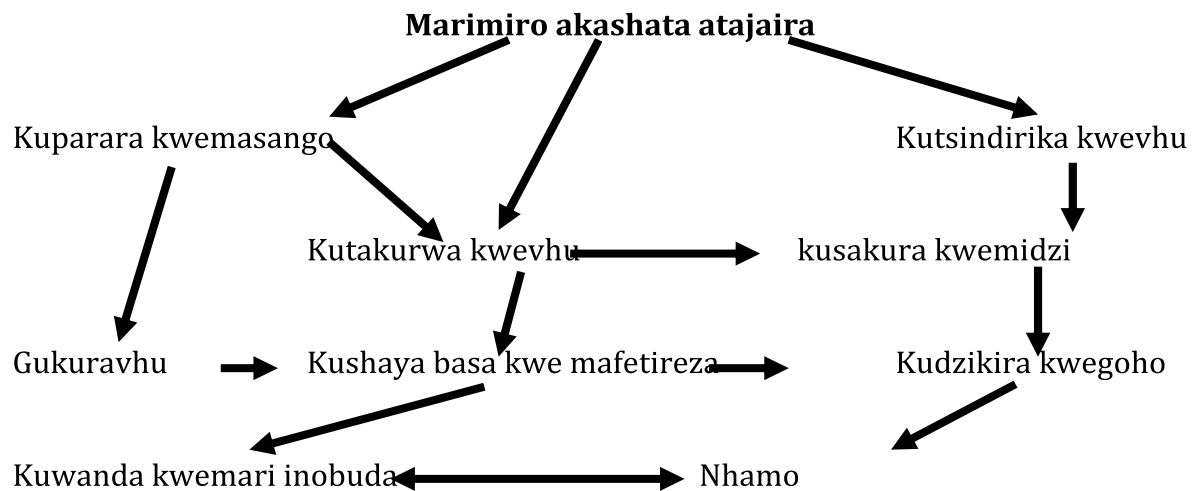 Marimiro akashata atajaira
Kuparara kwemasango
Kutsindirika kwevhu
Kutakurwa kwevhu
kusakura kwemidzi
Gukuravhu
Kushaya basa kwe mafetireza
Kudzikira kwegoho
Kuwanda kwemari inobuda
Nhamo